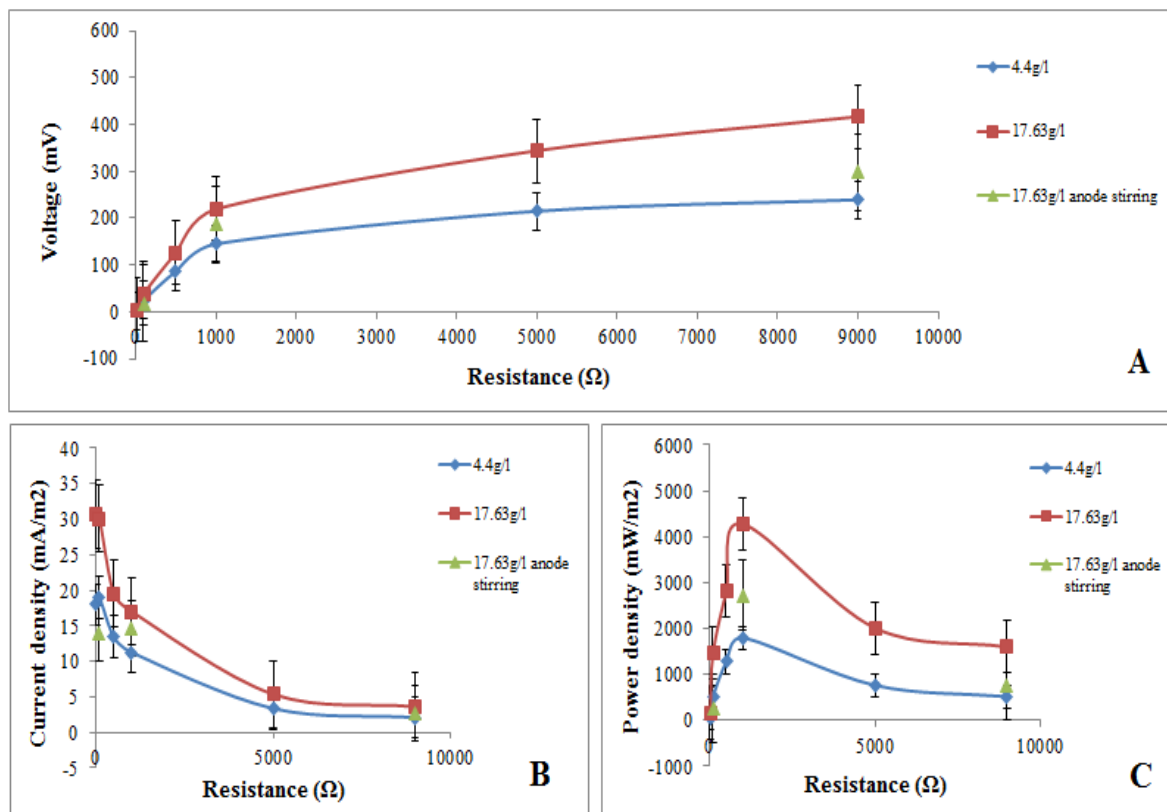 600
500
400
300
200
100
0
-100
Voltage (mV)
0 1000 2000 3000 4000 5000 6000 7000 8000 9000 10000
Resistance (Ω)
4.4g/l
17.63g/l
17.63g/l anode stirring
A
40
35
30
25
20
15
10
5
0
-5
Current density (mA/m2)
0 5000 10000
Resistance (Ω)
4.4g/l
17.63g/l
17.63g/l anode
stirring
B
6000
5000
4000
3000
2000
1000
0
-1000
Power density (mW/m2)
0 5000 10000
Resistance (Ω)
4.4g/l
17.63g/l
17.63g/l anode
stirring
C